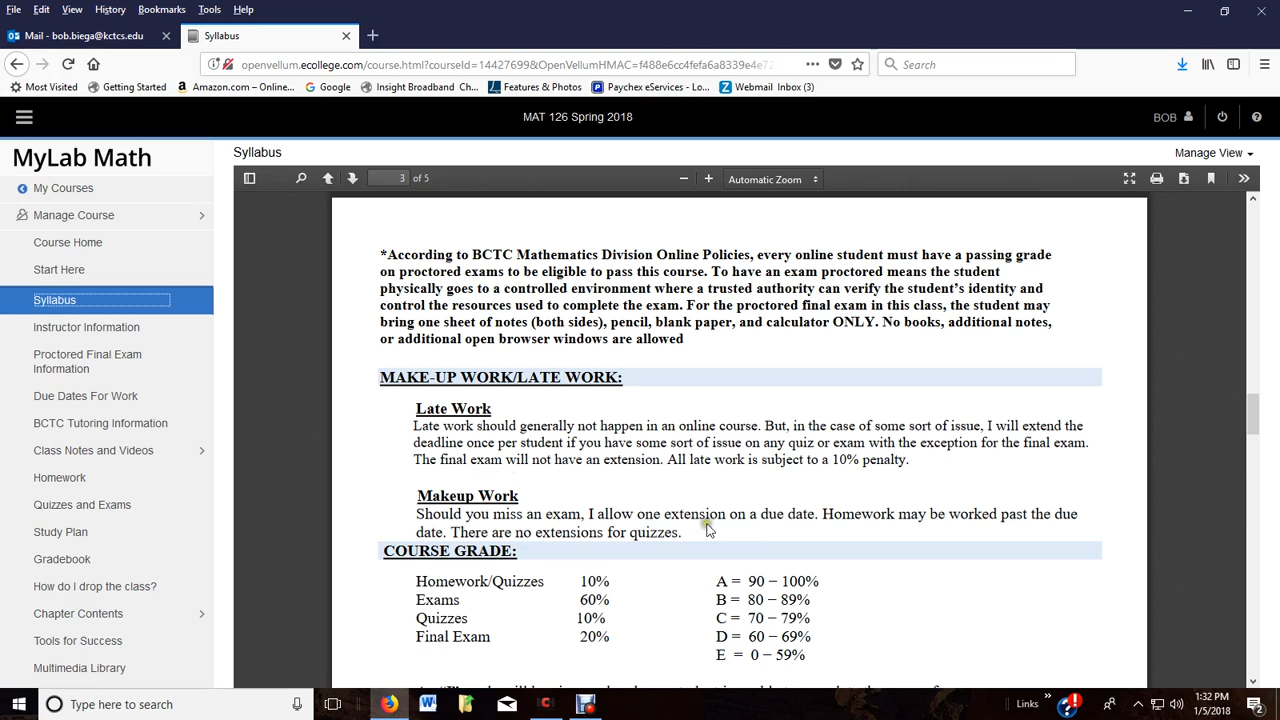 File Edit View History Bookmarks Tools Help
Mail - bob.biega@kctcs.edu
Syllabus
openvellum.ecollege.com/course.html?courseId=14427699&OpenVellumHMAC=f488e6cc4fefa6a8339e4e72
Search
Most Visited Getting Started Amazon.com – Online... Google Insight Broadband Ch... Features & Photos Paychex eServices - Lo... Webmail Inbox (3)
MAT 126 Spring 2018
BOB
MyLab Math
My Courses
Manage Course
Course Home
Start Here
Syllabus
Instructor Information
Proctored Final Exam
Information
Due Dates For Work
BCTC Tutoring Information
Class Notes and Videos
Homework
Quizzes and Exams
Study Plan
Gradebook
How do I drop the class?
Chapter Contents
Tools for Success
Multimedia Library
Syllabus
Manage View
3 of 5
Automatic Zoom
*According to BCTC Mathematics Division Online Policies, every online student must have a passing grade
on proctored exams to be eligible to pass this course. To have an exam proctored means the student
physically goes to a controlled environment where a trusted authority can verify the student's identity and
control the resources used to complete the exam. For the proctored final exam in this class, the student may
bring one sheet of notes (both sides), pencil, blank paper, and calculator ONLY. No books, additional notes,
or additional open browser windows are allowed
MAKE-UP WORK/LATE WORK:
Late Work
Late work should generally not happen in an online course. But, in the case of some sort of issue, I will extend the
deadline once per student if you have some sort of issue on any quiz or exam with the exception for the final exam.
The final exam will not have an extension. All late work is subject to a 10% penalty.
Makeup Work
Should you miss an exam, I allow one extension on a due date. Homework may be worked past the due
date. There are no extensions for quizzes.
COURSE GRADE:
Homework/Quizzes 10% A = 90 – 100%
Exams 60% B = 80 – 89%
Quizzes 10% C = 70 – 79%
Final Exam 20% D = 60 – 69%
E = 0 – 59%
Type here to search
Links
1:32 PM
1/5/2018